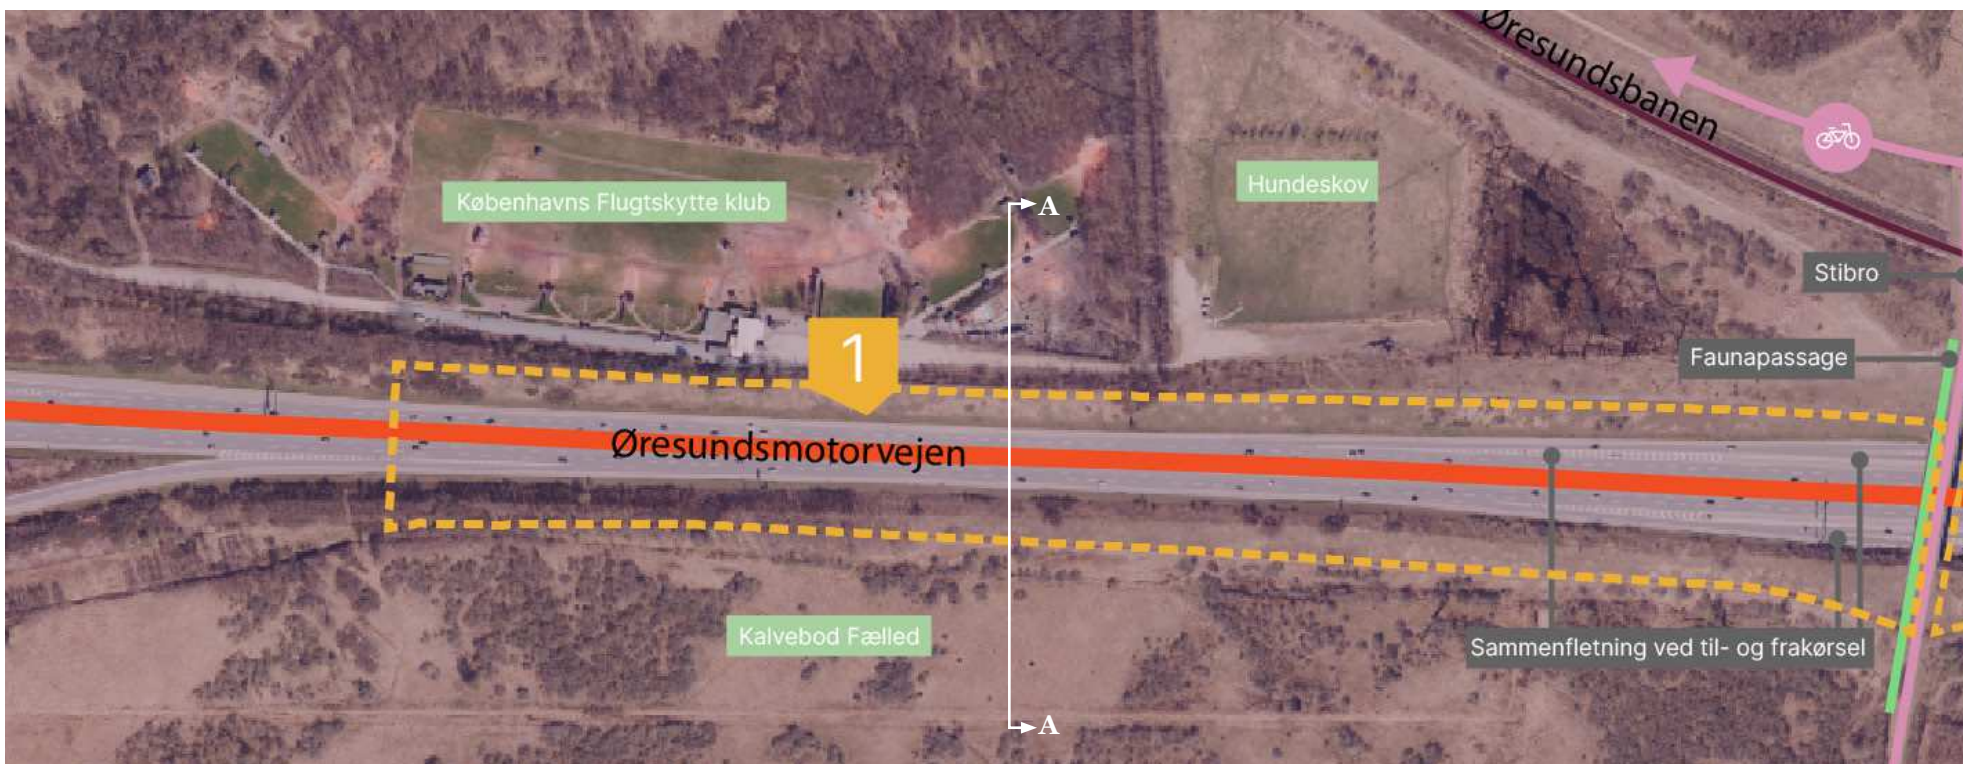 Øresundsbanen
Hundeskov
Københavns Flugtskytte klub
A
Stibro
1
Faunapassage
Øresundsmotorvejen
Kalvebod Fælled
Sammenfletning ved til- og frakørsel
A